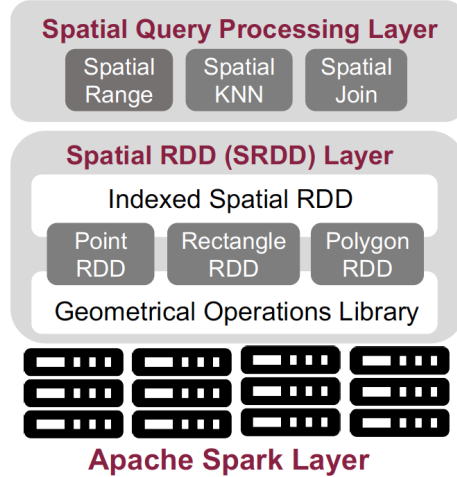 Spatial Query Processing Layer
Spatial Range
Spatial KNN
Spatial Join
Spatial RDD (SRDD) Layer
Indexed Spatial RDD
Point RDD
Rectangle RDD
Polygon RDD
Geometrical Operations Library
Apache Spark Layer